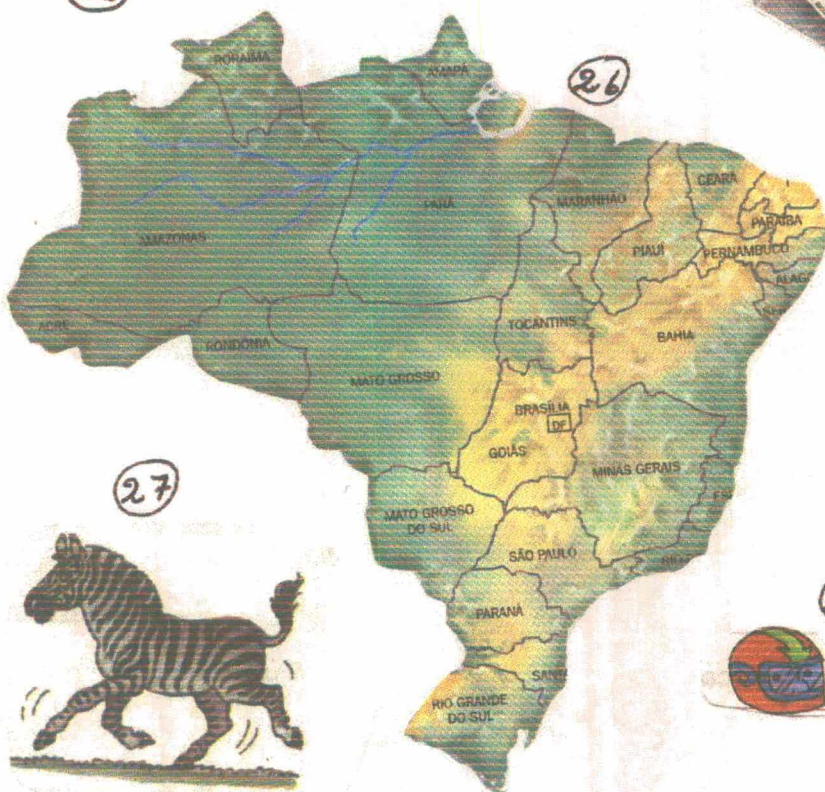 26
RORAIMA
AMAPÁ
CEARÁ
MARANHÃO
PARÁ
PARAIBA
AMAZONAS
PIAUÍ
PERNAMBUCO
TOCANTINS
ACRE
BAHIA
RONDÔNIA
MATO GROSSO
BRASÍLIA
DF
GOIÁS
MINAS GERAIS
27
MATO GROSSO
DO SUL
SÃO PAULO
PARANÁ
RIO GRANDE
DO SUL